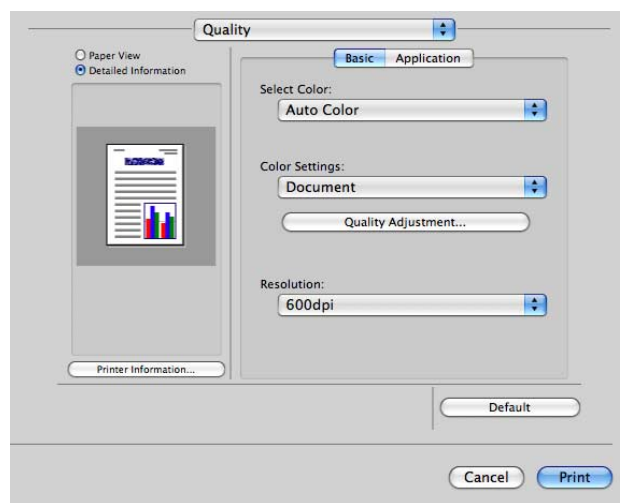 Quality
Paper View
Detailed Information
Printer Information...
Basic Application
Select Color:
Auto Color
Color Settings:
Document
Quality Adjustment...
Resolution:
600dpi
Default
Cancel Print